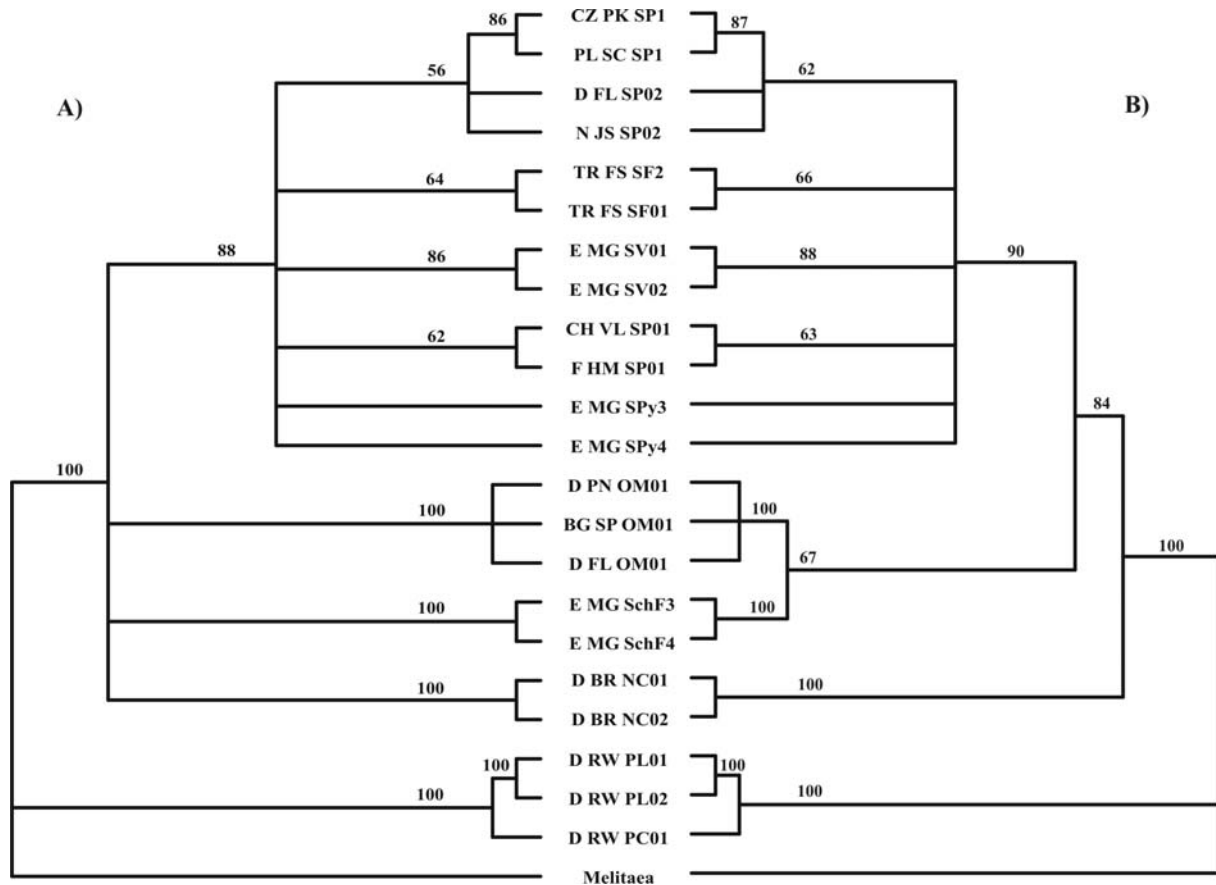 CZ PK SP1
86
87
PL SC SP1
56
62
D FL SP02
A)
B)
N JS SP02
TR FS SF2
64
66
TR FS SF01
88
E MG SV01
90
86
88
E MG SV02
CH VL SP01
62
63
F HM SP01
E MG SPy3
84
E MG SPy4
100
D PN OM01
100
BG SP OM01
100
67
100
D FL OM01
E MG SchF3
100
100
E MG SchF4
D BR NC01
100
100
D BR NC02
D RW PL01
100
100
100
D RW PL02
100
D RW PC01
Melitaea